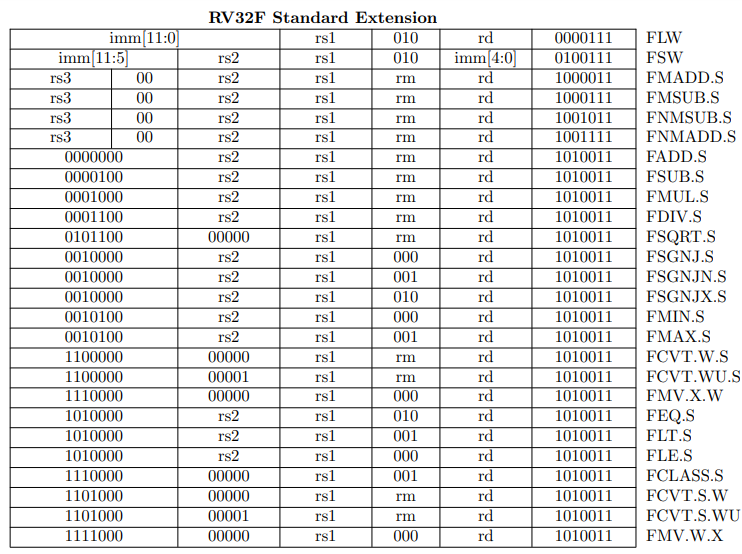 RV32F Standard Extension
imm[11:0] rs1 010 rd 0000111 FLW
imm[11:5] rs2 rs1 010 imm[4:0] 0100111 FSW
rs3 00 rs2 rs1 rm rd 1000011 FMADD.S
rs3 00 rs2 rs1 rm rd 1000111 FMSUB.S
rs3 00 rs2 rs1 rm rd 1001011 FNMSUB.S
rs3 00 rs2 rs1 rm rd 1001111 FNMADD.S
0000000 rs2 rs1 rm rd 1010011 FADD.S
0000100 rs2 rs1 rm rd 1010011 FSUB.S
0001000 rs2 rs1 rm rd 1010011 FMUL.S
0001100 rs2 rs1 rm rd 1010011 FDIV.S
0101100 00000 rs1 rm rd 1010011 FSQRT.S
0010000 rs2 rs1 000 rd 1010011 FSGNJ.S
0010000 rs2 rs1 001 rd 1010011 FSGNJN.S
0010000 rs2 rs1 010 rd 1010011 FSGNJX.S
0010100 rs2 rs1 000 rd 1010011 FMIN.S
0010100 rs2 rs1 001 rd 1010011 FMAX.S
1100000 00000 rs1 rm rd 1010011 FCVT.W.S
1100000 00001 rs1 rm rd 1010011 FCVT.WU.S
1110000 00000 rs1 000 rd 1010011 FMV.X.W
1010000 rs2 rs1 010 rd 1010011 FEQ.S
1010000 rs2 rs1 001 rd 1010011 FLT.S
1010000 rs2 rs1 000 rd 1010011 FLE.S
1110000 00000 rs1 001 rd 1010011 FCLASS.S
1101000 00000 rs1 rm rd 1010011 FCVT.S.W
1101000 00001 rs1 rm rd 1010011 FCVT.S.WU
1111000 00000 rs1 000 rd 1010011 FMV.W.X